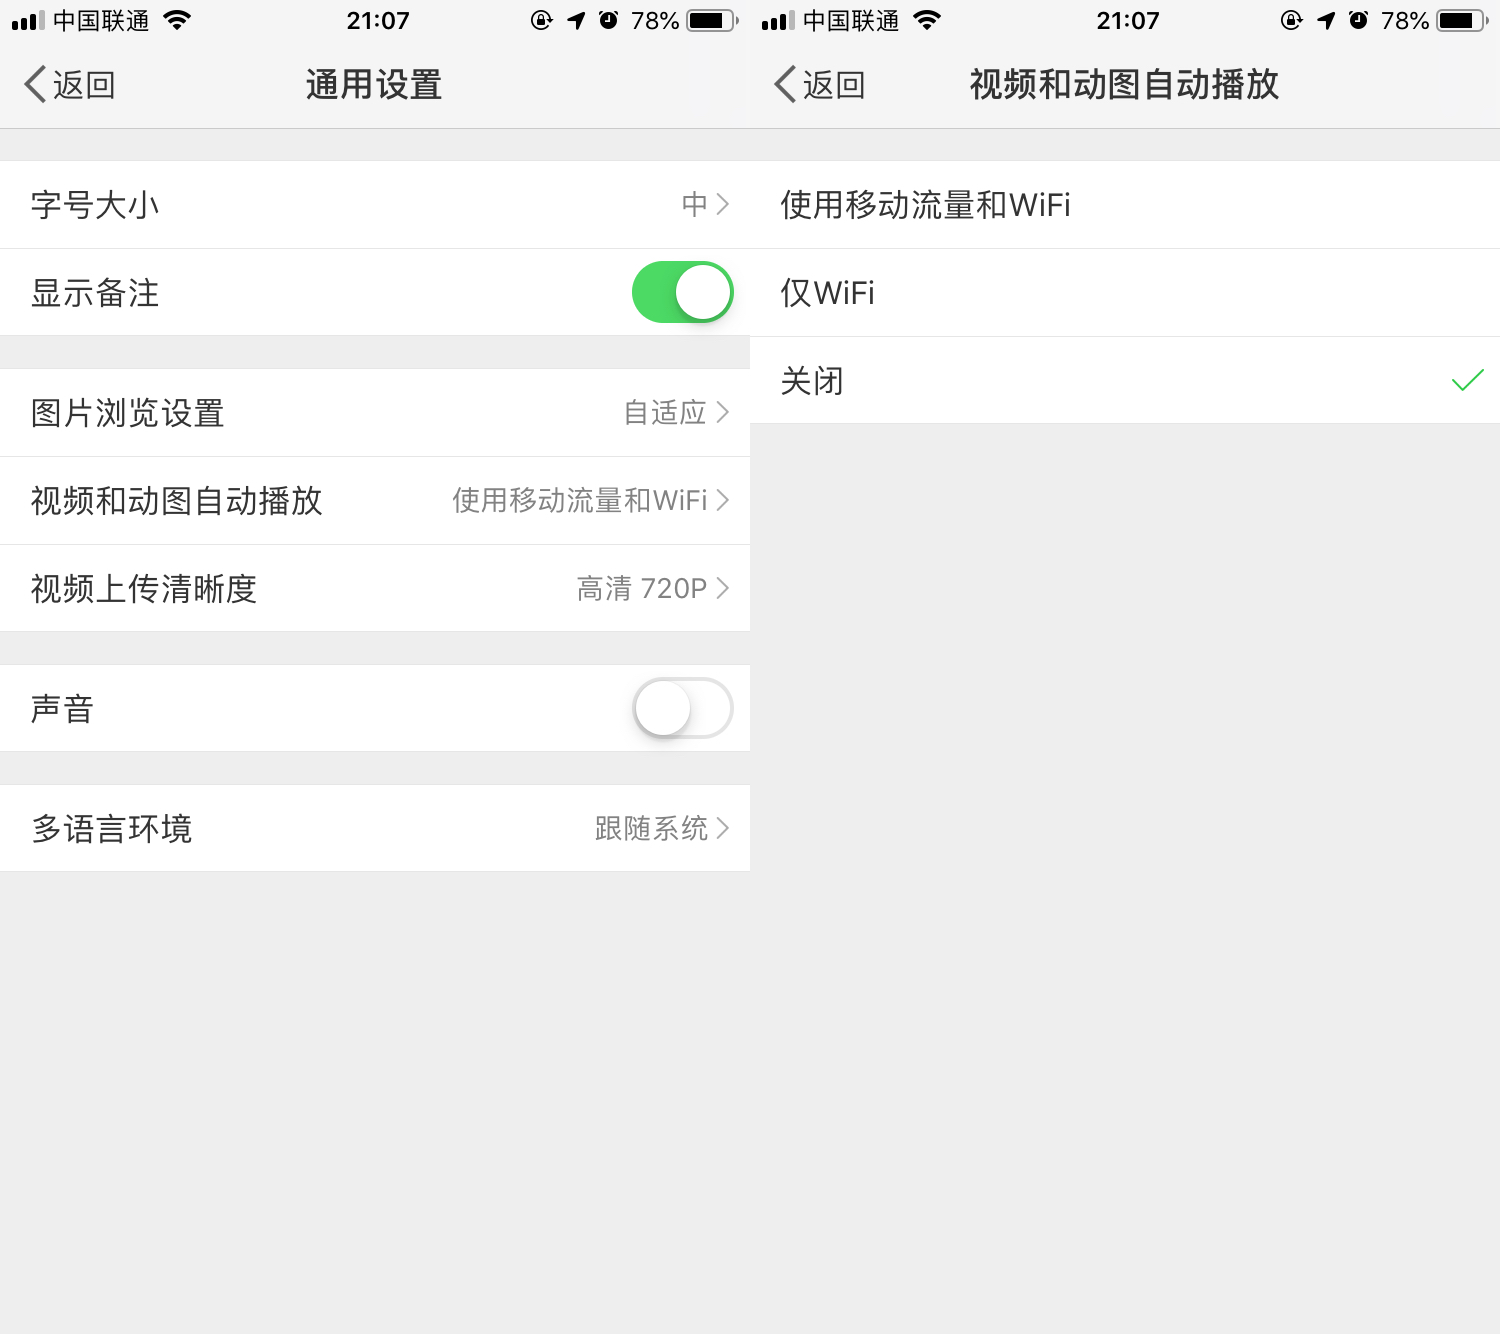 中国联通 21:07 78%
返回 通用设置
字号大小 中
显示备注
图片浏览设置 自适应
视频和动图自动播放 使用移动流量和WiFi
视频上传清晰度 高清 720P
声音
多语言环境 跟随系统
中国联通 21:07 78%
返回 视频和动图自动播放
使用移动流量和WiFi
仅WiFi
关闭